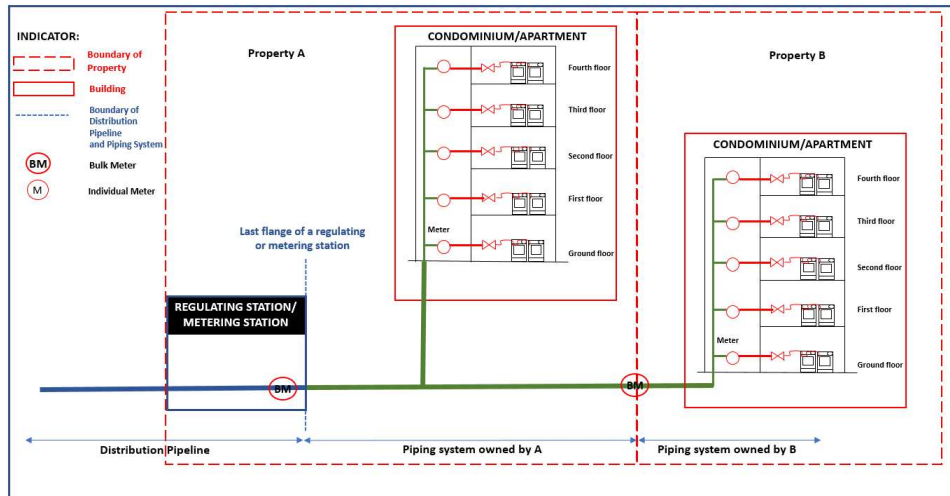 INDICATOR:
Boundary of
Property
Building
Boundary of
Distribution
Pipeline
and Piping System
BM
Bulk Meter
M
Individual Meter
Property A
CONDOMINIUM/APARTMENT
Fourth floor
Third floor
Second floor
First floor
Meter
Ground floor
Last flange of a regulating
or metering station
REGULATING STATION/
METERING STATION
BM
BM
Property B
CONDOMINIUM/APARTMENT
Fourth floor
Third floor
Second floor
First floor
Meter
Ground floor
Distribution Pipeline
Piping system owned by A
Piping system owned by B